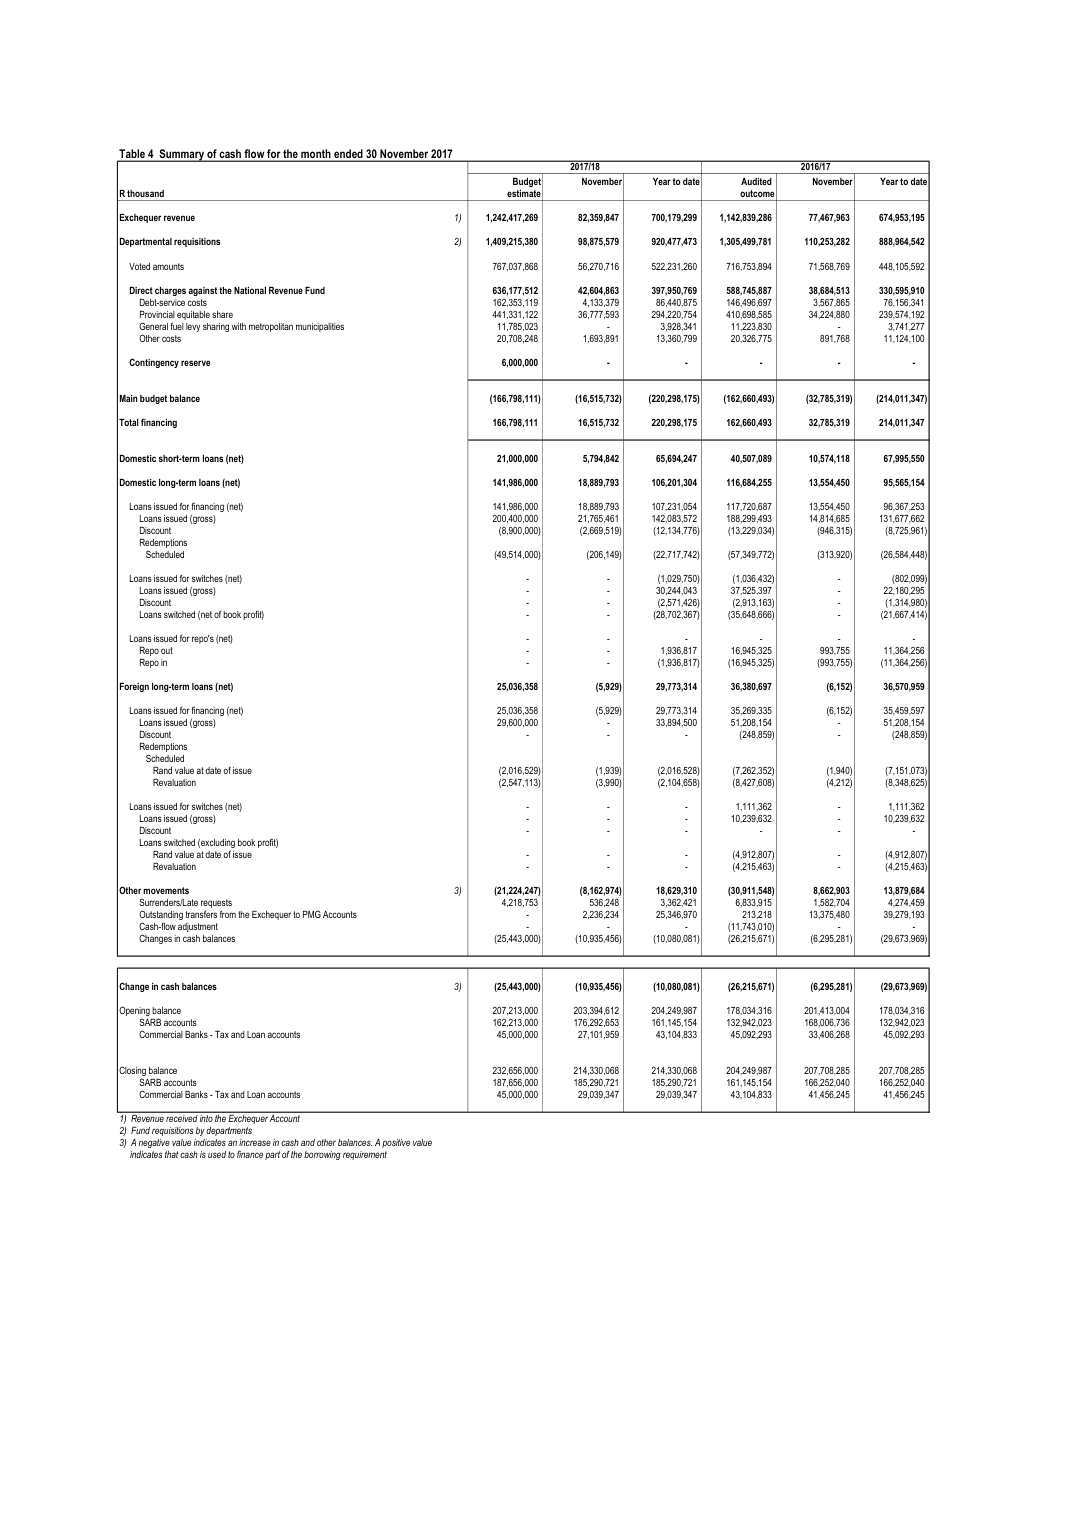 Table 4 Summary of cash flow for the month ended 30 November 2017
2017/18 2016/17
Budget November Year to date Audited November Year to date
R thousand estimate outcome
Exchequer revenue 1) 1,242,417,269 82,359,847 700,179,299 1,142,839,286 77,467,963 674,953,195
Departmental requisitions 2) 1,409,215,380 98,875,579 920,477,473 1,305,499,781 110,253,282 888,964,542
Voted amounts 767,037,868 56,270,716 522,231,260 716,753,894 71,568,769 448,105,592
Direct charges against the National Revenue Fund 636,177,512 42,604,863 397,950,769 588,745,887 38,684,513 330,595,910
Debt-service costs 162,353,119 4,133,379 86,440,875 146,496,697 3,567,865 76,156,341
Provincial equitable share 441,331,122 36,777,593 294,220,754 410,698,585 34,224,880 239,574,192
General fuel levy sharing with metropolitan municipalities 11,785,023 - 3,928,341 11,223,830 - 3,741,277
Other costs 20,708,248 1,693,891 13,360,799 20,326,775 891,768 11,124,100
Contingency reserve 6,000,000 - - - - -
Main budget balance (166,798,111) (16,515,732) (220,298,175) (162,660,493) (32,785,319) (214,011,347)
Total financing 166,798,111 16,515,732 220,298,175 162,660,493 32,785,319 214,011,347
Domestic short-term loans (net) 21,000,000 5,794,842 65,694,247 40,507,089 10,574,118 67,995,550
Domestic long-term loans (net) 141,986,000 18,889,793 106,201,304 116,684,255 13,554,450 95,565,154
Loans issued for financing (net) 141,986,000 18,889,793 107,231,054 117,720,687 13,554,450 96,367,253
Loans issued (gross) 200,400,000 21,765,461 142,083,572 188,299,493 14,814,685 131,677,662
Discount (8,900,000) (2,669,519) (12,134,776) (13,229,034) (946,315) (8,725,961)
Redemptions
Scheduled (49,514,000) (206,149) (22,717,742) (57,349,772) (313,920) (26,584,448)
Loans issued for switches (net) - - (1,029,750) (1,036,432) - (802,099)
Loans issued (gross) - - 30,244,043 37,525,397 - 22,180,295
Discount - - (2,571,426) (2,913,163) - (1,314,980)
Loans switched (net of book profit) - - (28,702,367) (35,648,666) - (21,667,414)
Loans issued for repo's (net) - - - - - -
Repo out - - 1,936,817 16,945,325 993,755 11,364,256
Repo in - - (1,936,817) (16,945,325) (993,755) (11,364,256)
Foreign long-term loans (net) 25,036,358 (5,929) 29,773,314 36,380,697 (6,152) 36,570,959
Loans issued for financing (net) 25,036,358 (5,929) 29,773,314 35,269,335 (6,152) 35,459,597
Loans issued (gross) 29,600,000 - 33,894,500 51,208,154 - 51,208,154
Discount - - - (248,859) - (248,859)
Redemptions
Scheduled
Rand value at date of issue (2,016,529) (1,939) (2,016,528) (7,262,352) (1,940) (7,151,073)
Revaluation (2,547,113) (3,990) (2,104,658) (8,427,608) (4,212) (8,348,625)
Loans issued for switches (net) - - - 1,111,362 - 1,111,362
Loans issued (gross) - - - 10,239,632 - 10,239,632
Discount - - - - - -
Loans switched (excluding book profit)
Rand value at date of issue - - - (4,912,807) - (4,912,807)
Revaluation - - - (4,215,463) - (4,215,463)
Other movements 3) (21,224,247) (8,162,974) 18,629,310 (30,911,548) 8,662,903 13,879,684
Surrenders/Late requests 4,218,753 536,248 3,362,421 6,833,915 1,582,704 4,274,459
Outstanding transfers from the Exchequer to PMG Accounts - 2,236,234 25,346,970 213,218 13,375,480 39,279,193
Cash-flow adjustment - - - (11,743,010) - -
Changes in cash balances (25,443,000) (10,935,456) (10,080,081) (26,215,671) (6,295,281) (29,673,969)
Change in cash balances 3) (25,443,000) (10,935,456) (10,080,081) (26,215,671) (6,295,281) (29,673,969)
Opening balance 207,213,000 203,394,612 204,249,987 178,034,316 201,413,004 178,034,316
SARB accounts 162,213,000 176,292,653 161,145,154 132,942,023 168,006,736 132,942,023
Commercial Banks - Tax and Loan accounts 45,000,000 27,101,959 43,104,833 45,092,293 33,406,268 45,092,293
Closing balance 232,656,000 214,330,068 214,330,068 204,249,987 207,708,285 207,708,285
SARB accounts 187,656,000 185,290,721 185,290,721 161,145,154 166,252,040 166,252,040
Commercial Banks - Tax and Loan accounts 45,000,000 29,039,347 29,039,347 43,104,833 41,456,245 41,456,245
1) Revenue received into the Exchequer Account
2) Fund requisitions by departments
3) A negative value indicates an increase in cash and other balances. A positive value
indicates that cash is used to finance part of the borrowing requirement